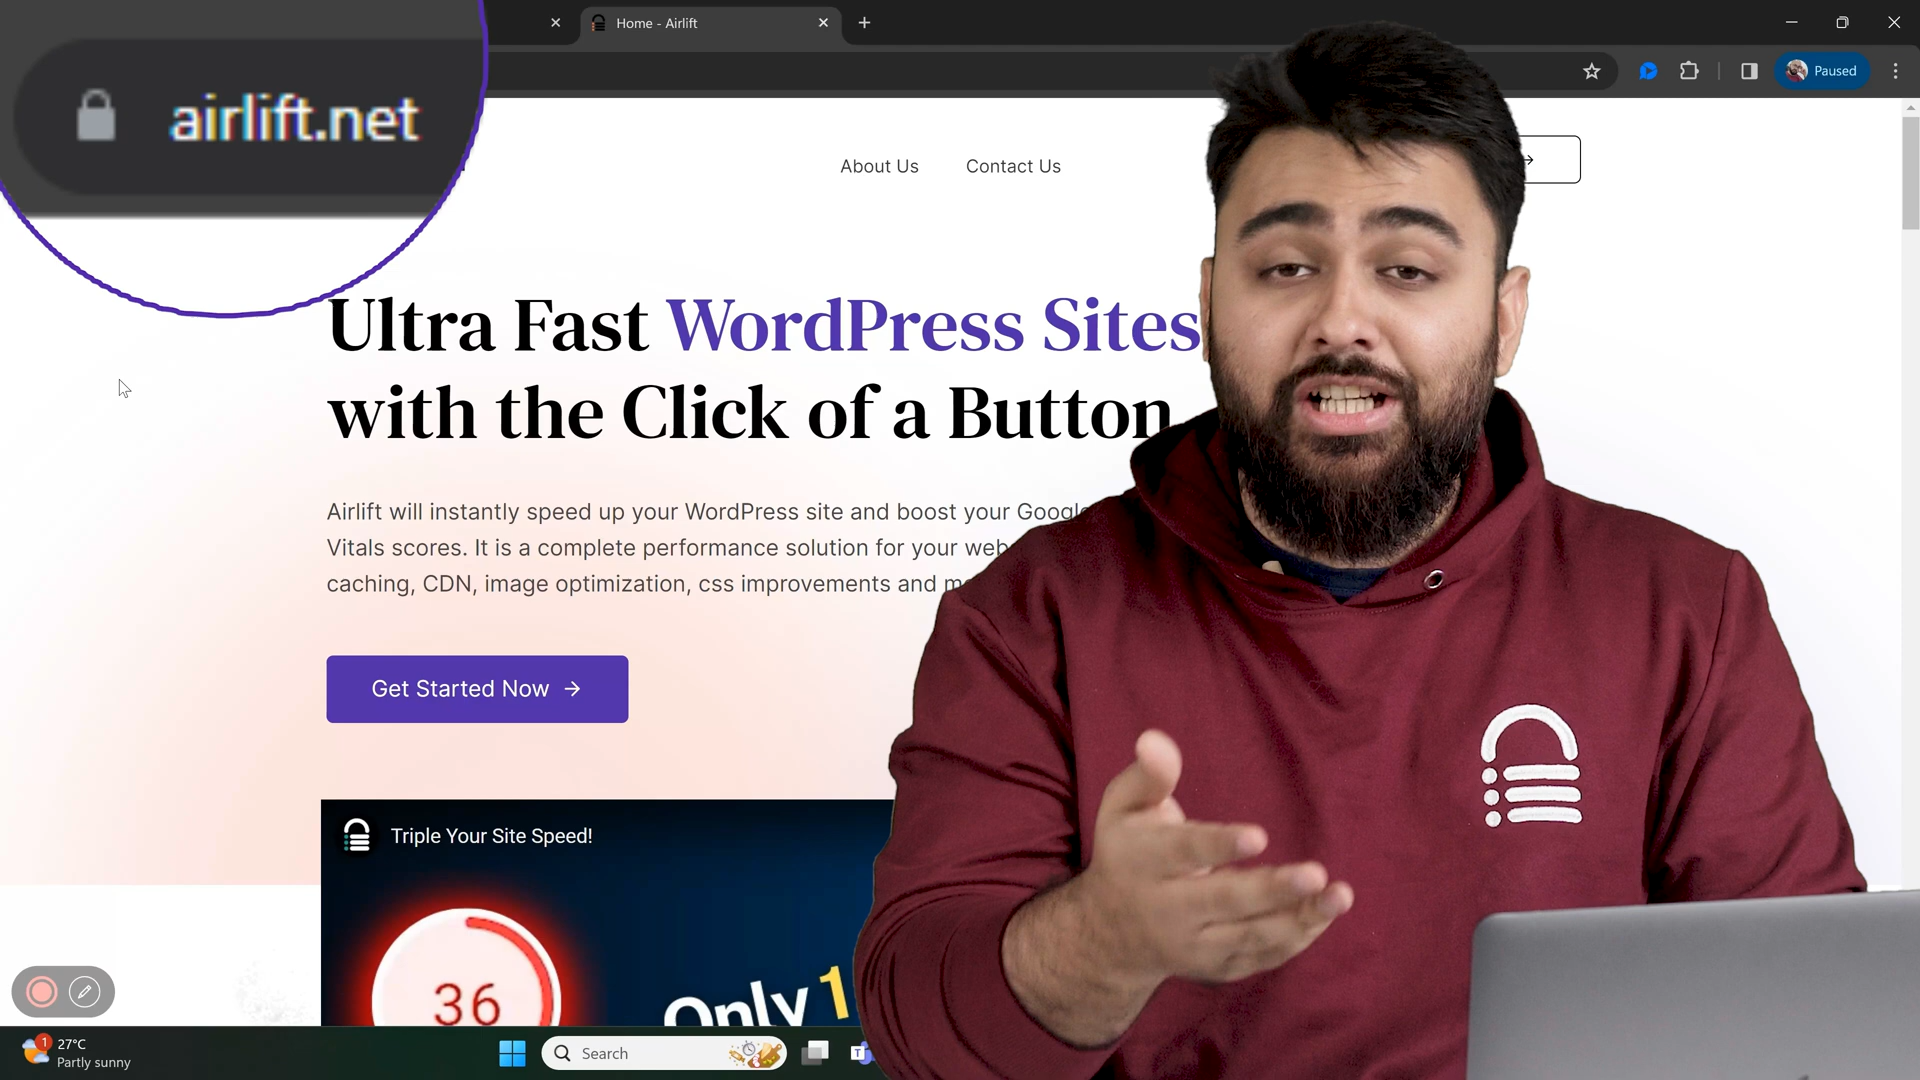 Home - Airlift
airlift.net
Paused
About Us
Contact Us
Ultra Fast WordPress Sites
with the Click of a Button
Airlift will instantly speed up your WordPress site and boost your Google
Vitals scores. It is a complete performance solution for your web
caching, CDN, image optimization, css improvements and m
Get Started Now →
Triple Your Site Speed!
36
Only 1
1
27°C
Partly sunny
Search
T